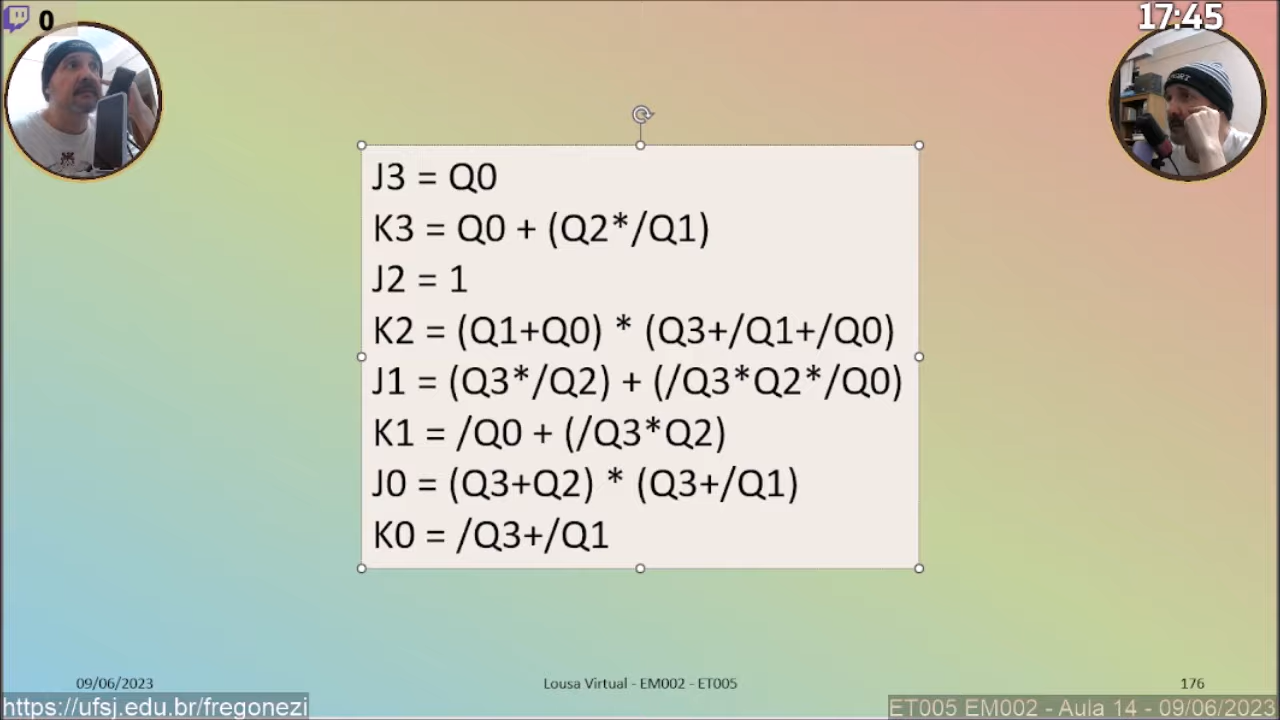 0
17:45
J3 = Q0
K3 = Q0 + (Q2*/Q1)
J2 = 1
K2 = (Q1+Q0) * (Q3+/Q1+/Q0)
J1 = (Q3*/Q2) + (/Q3*Q2*/Q0)
K1 = /Q0 + (/Q3*Q2)
J0 = (Q3+Q2) * (Q3+/Q1)
K0 = /Q3+/Q1
09/06/2023
Lousa Virtual - EM002 - ET005
176
https://ufsj.edu.br/fregonezi
ET005 EM002 - Aula 14 - 09/06/2023